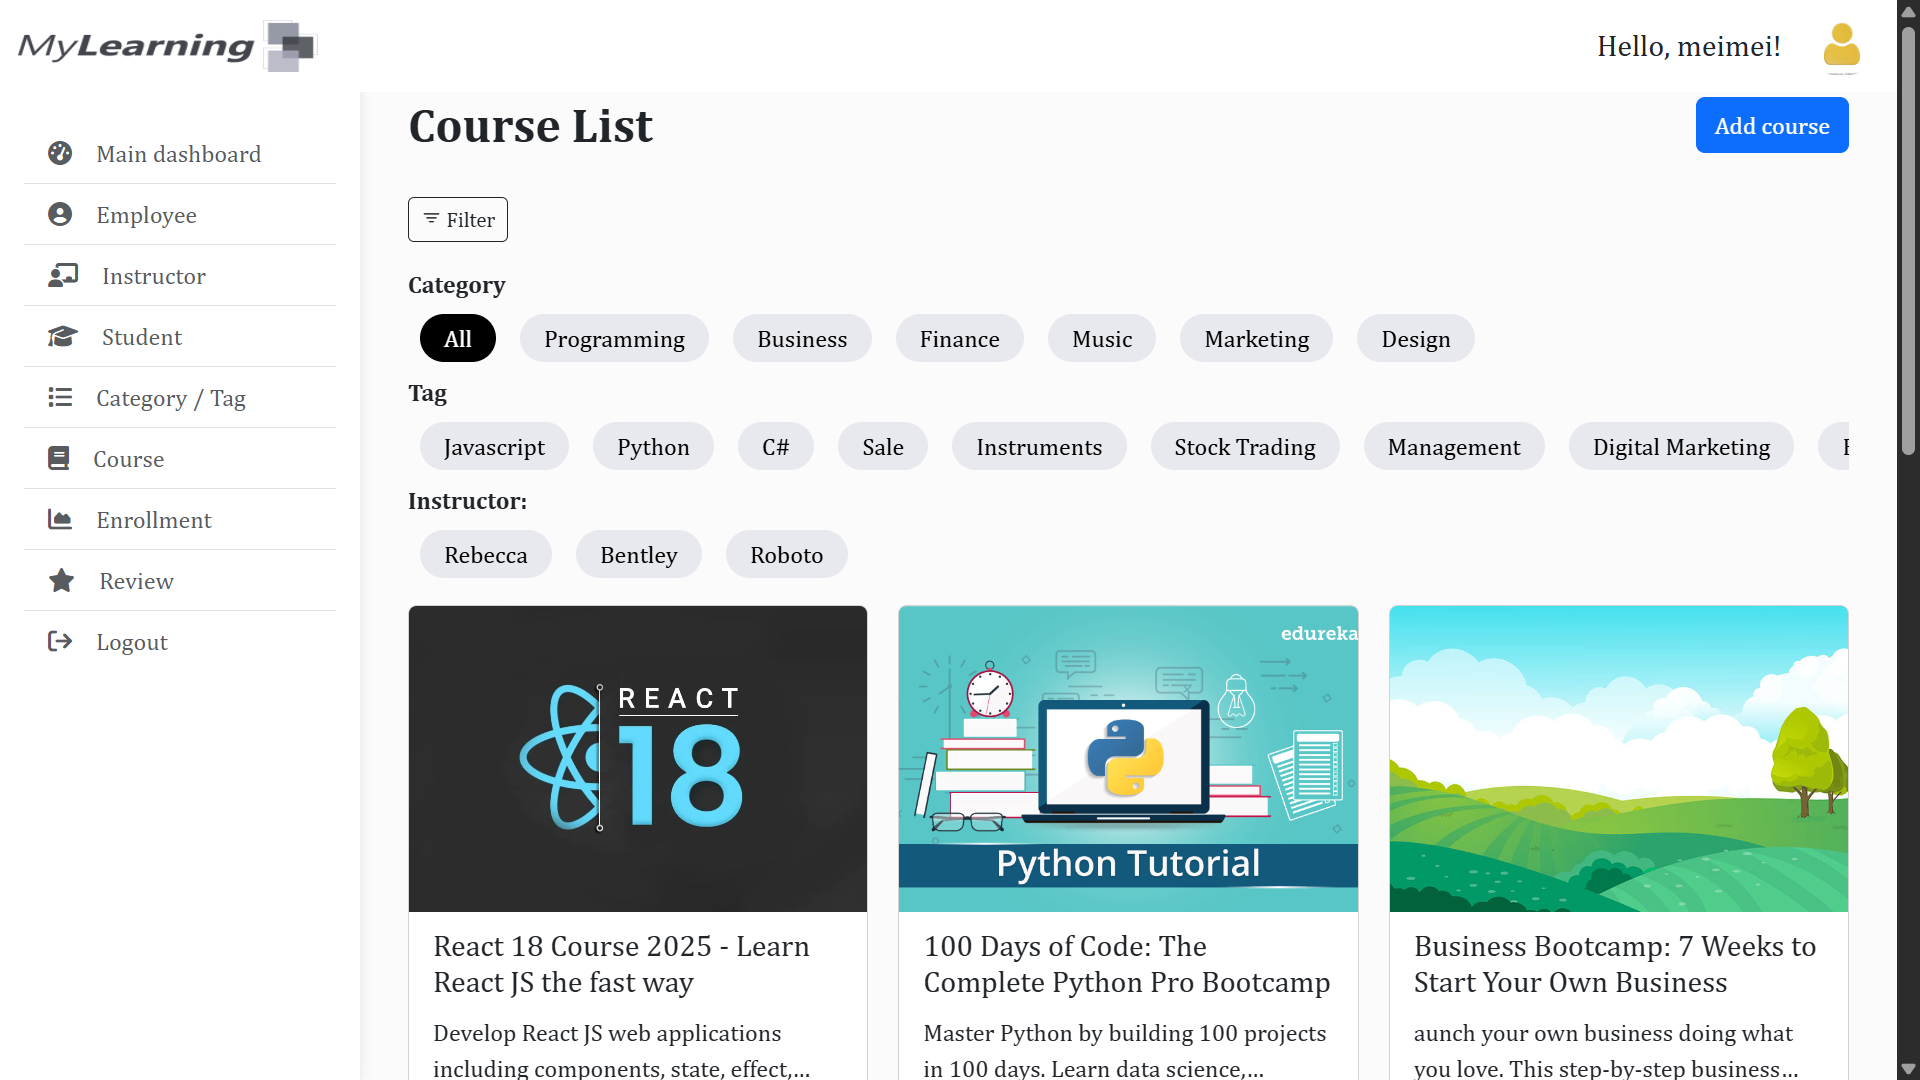 MyLearning
Hello, meimei!
Main dashboard
Employee
Instructor
Student
Category / Tag
Course
Enrollment
Review
Logout
Course List
Add course
Filter
Category
All Programming Business Finance Music Marketing Design
Tag
Javascript Python C# Sale Instruments Stock Trading Management Digital Marketing
Instructor:
Rebecca Bentley Roboto
REACT
18
edureka
Python Tutorial
React 18 Course 2025 - Learn
React JS the fast way
Develop React JS web applications
including components, state, effect,...
100 Days of Code: The
Complete Python Pro Bootcamp
Master Python by building 100 projects
in 100 days. Learn data science,...
Business Bootcamp: 7 Weeks to
Start Your Own Business
aunch your own business doing what
you love. This step-by-step business...